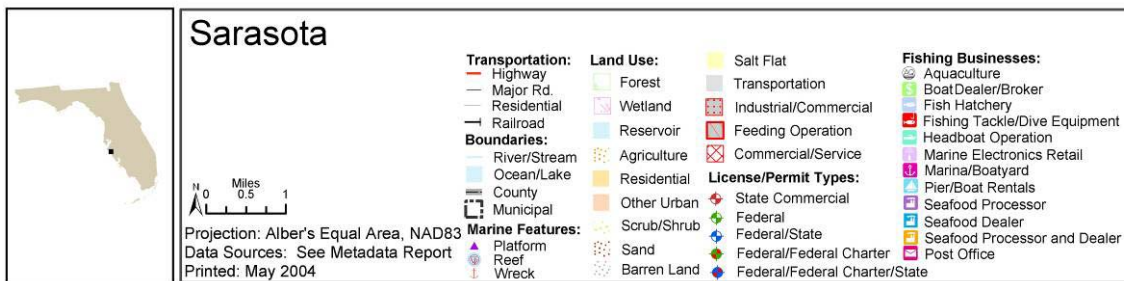 Sarasota
N
Miles
0 0.5 1
Projection: Alber's Equal Area, NAD83
Data Sources: See Metadata Report
Printed: May 2004
Transportation:
Highway
Major Rd.
Residential
Railroad
Boundaries:
River/Stream
Ocean/Lake
County
Municipal
Marine Features:
Platform
Reef
Wreck
Land Use:
Forest
Wetland
Reservoir
Agriculture
Residential
Other Urban
Scrub/Shrub
Sand
Barren Land
Salt Flat
Transportation
Industrial/Commercial
Feeding Operation
Commercial/Service
License/Permit Types:
State Commercial
Federal
Federal/State
Federal/Federal Charter
Federal/Federal Charter/State
Fishing Businesses:
Aquaculture
BoatDealer/Broker
Fish Hatchery
Fishing Tackle/Dive Equipment
Headboat Operation
Marine Electronics Retail
Marina/Boatyard
Pier/Boat Rentals
Seafood Processor
Seafood Dealer
Seafood Processor and Dealer
Post Office